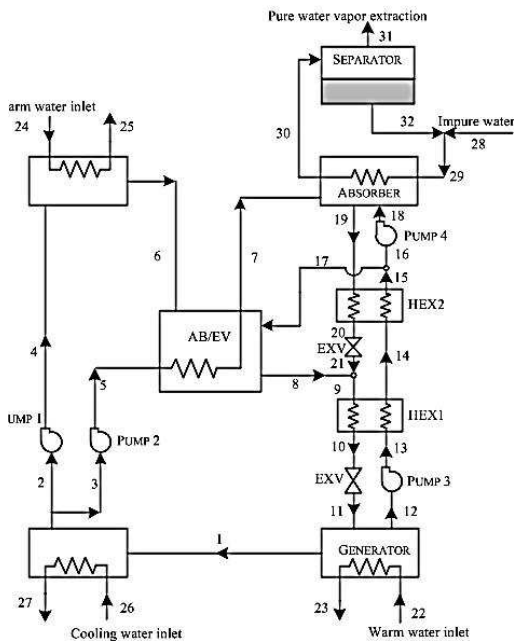 Pure water vapor extraction
31
SEPARATOR
arm water inlet
24
25
30
32
Impure water
28
29
ABSORBER
19
18
PUMP 4
17
16
6
7
15
HEX2
AB/EV
20
EXV
21
14
4
5
8
9
HEX1
UMP 1
PUMP 2
10
13
2
3
EXV
PUMP 3
11
12
1
GENERATOR
27
26
23
22
Cooling water inlet
Warm water inlet